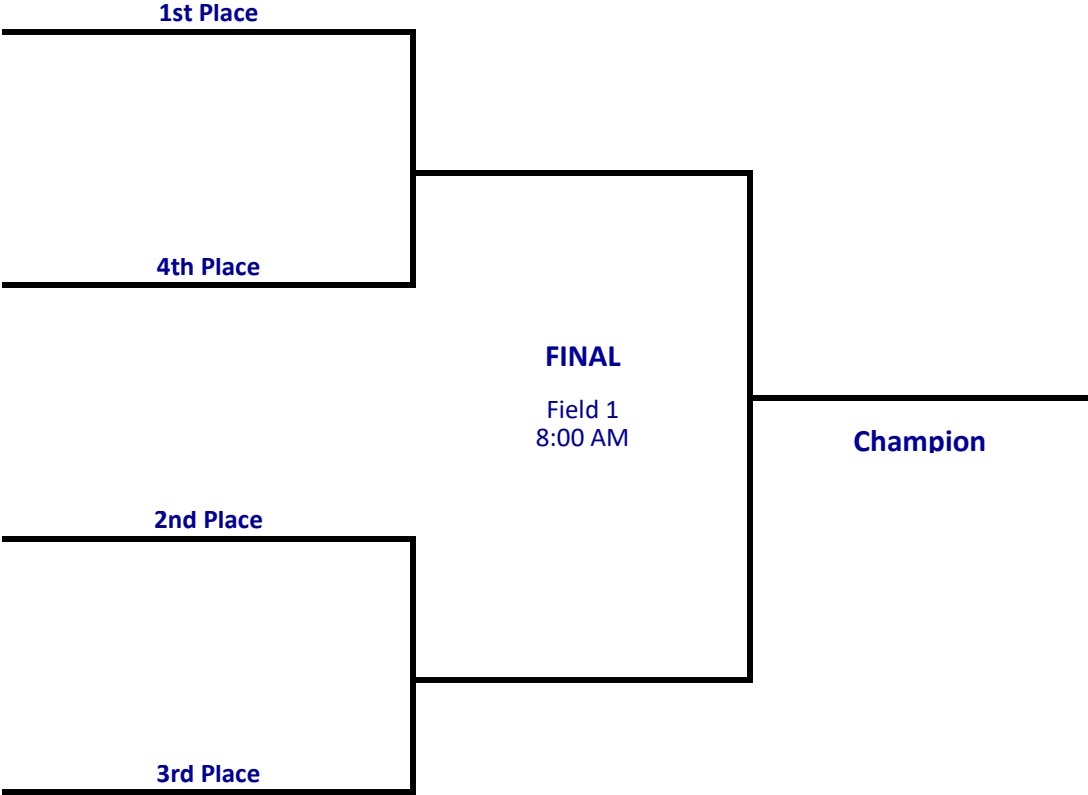 1st Place
4th Place
FINAL
Field 1
8:00 AM
Champion
2nd Place
3rd Place